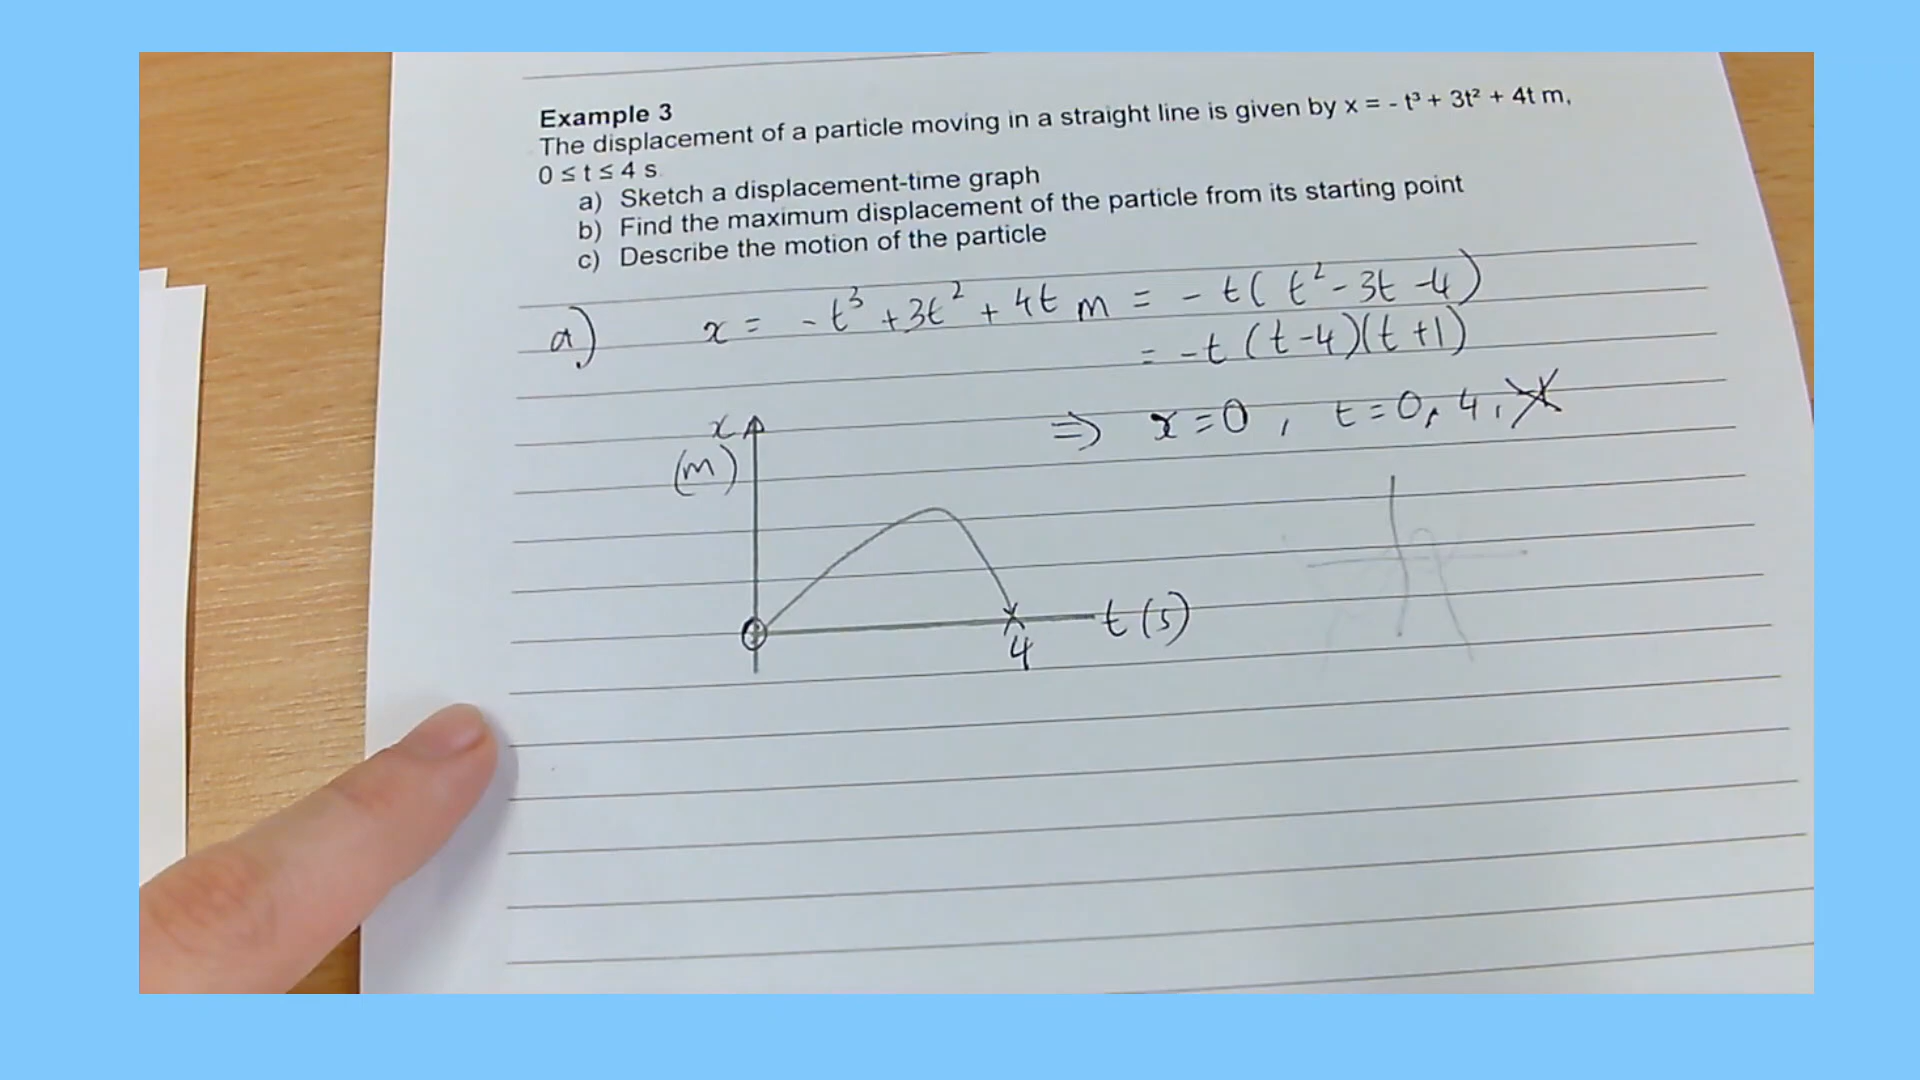 Example 3
The displacement of a particle moving in a straight line is given by x = - t³ + 3t² + 4t m,
0 ≤ t ≤ 4 s.
a) Sketch a displacement-time graph
b) Find the maximum displacement of the particle from its starting point
c) Describe the motion of the particle
a) x = -t³ + 3t² + 4t m = -t(t² - 3t - 4)
= -t(t-4)(t+1)
⇒ x=0, t=0, 4,
x
(m)
t(s)
4